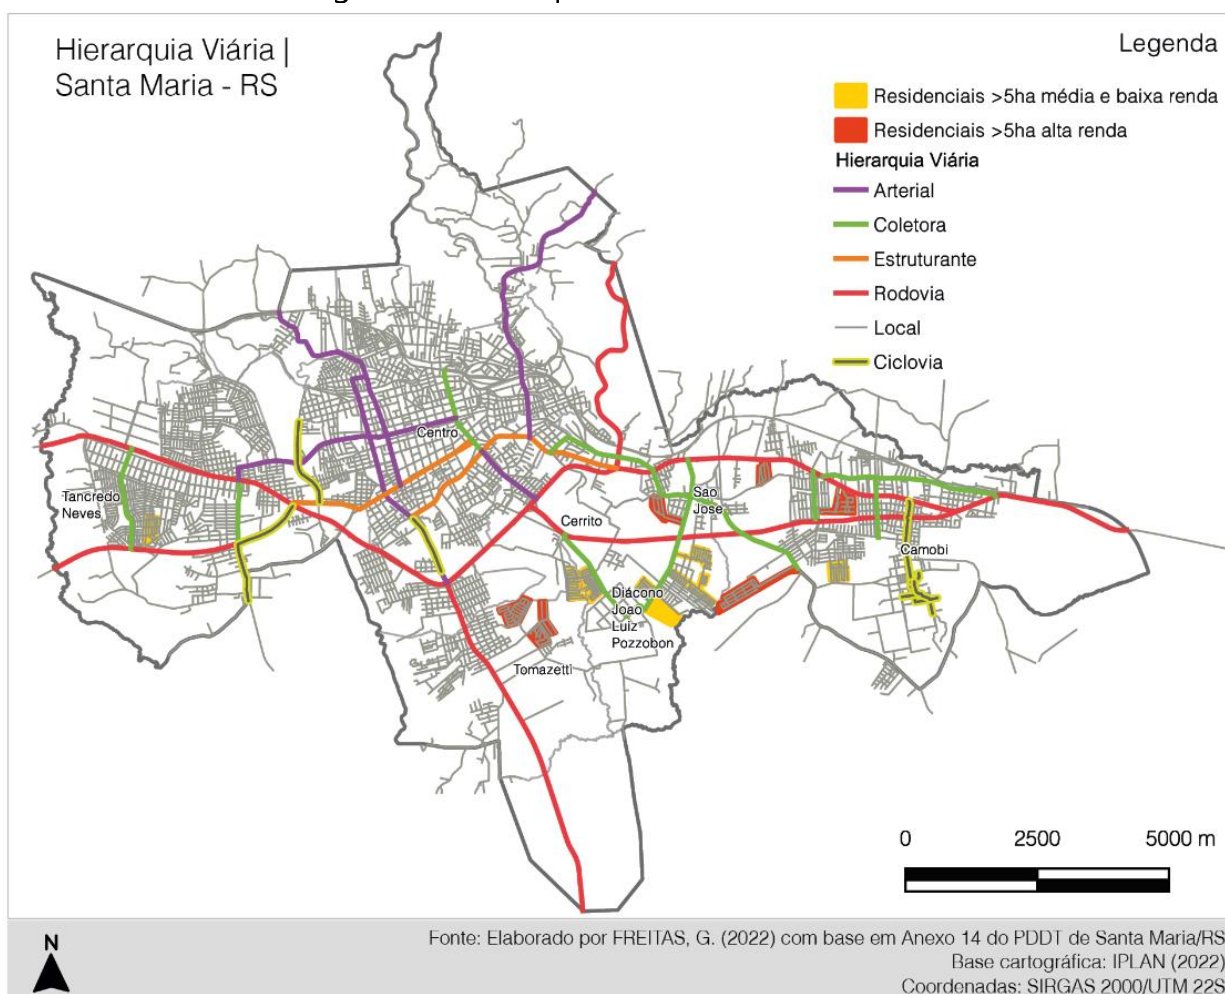 Hierarquia Viária |
Santa Maria - RS
Legenda
Residenciais >5ha média e baixa renda
Residenciais >5ha alta renda
Hierarquia Viária
Arterial
Coletora
Estruturante
Rodovia
Local
Ciclovia
Centro
Tancredo
Neves
Cerrito
Sao
Jose
Camobi
Diácono
Joao
Luiz
Pozzobon
Tomazetti
0 2500 5000 m
N
Fonte: Elaborado por FREITAS, G. (2022) com base em Anexo 14 do PDDT de Santa Maria/RS
Base cartográfica: IPLAN (2022)
Coordenadas: SIRGAS 2000/UTM 22S